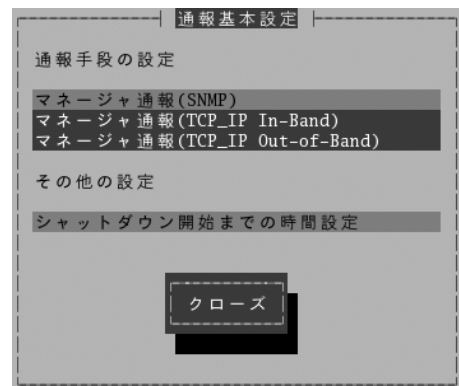 通報基本設定
通報手段の設定
マネージャ通報(SNMP)
マネージャ通報(TCP_IP In-Band)
マネージャ通報(TCP_IP Out-of-Band)
その他の設定
シャットダウン開始までの時間設定
クローズ